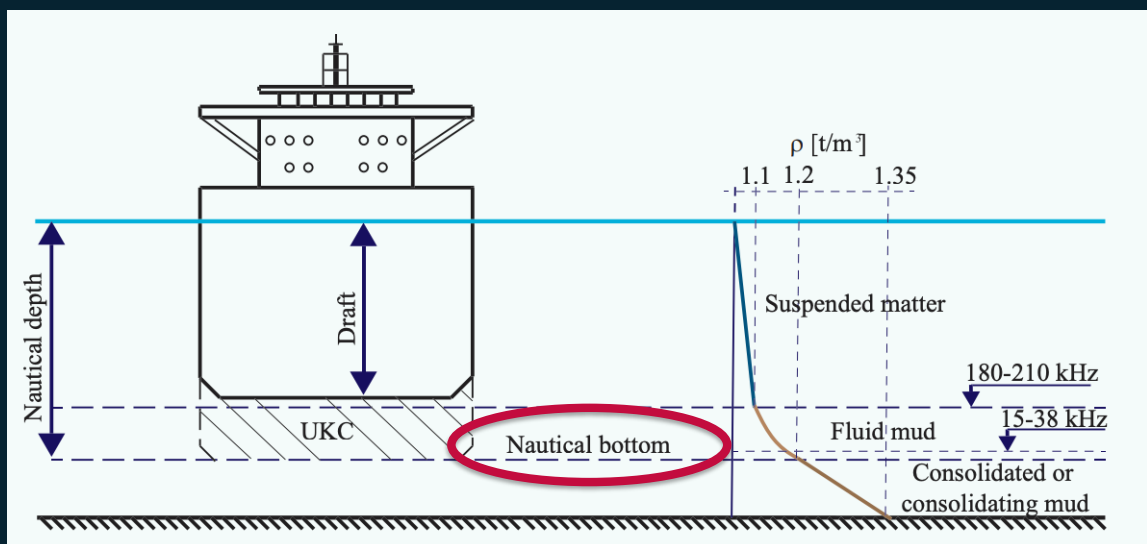 ρ [t/m³]
1.1 1.2 1.35
Nautical depth
Draft
Suspended matter
180-210 kHz
UKC
Nautical bottom
Fluid mud
15-38 kHz
Consolidated or
consolidating mud